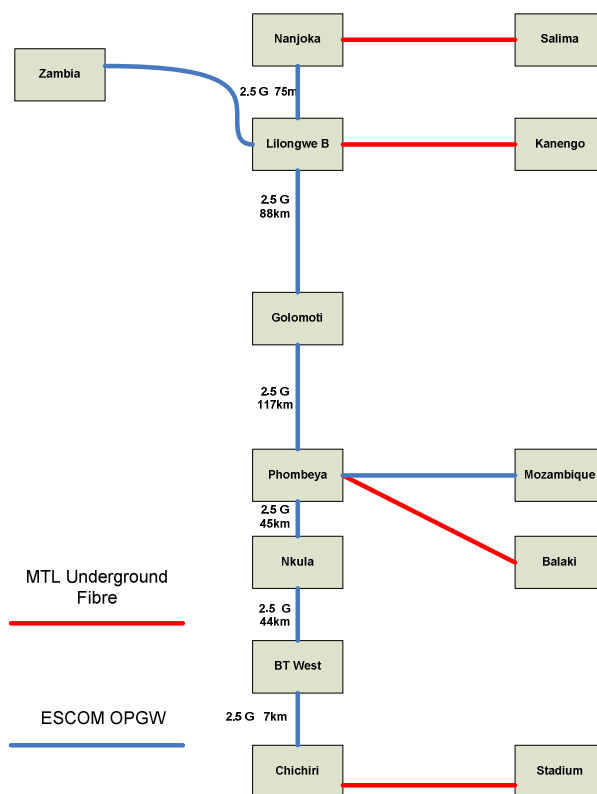 Nanjoka
Salima
Zambia
2.5 G 75m
Lilongwe B
Kanengo
2.5 G
88km
Golomoti
2.5 G
117km
Phombeya
Mozambique
2.5 G
45km
Nkula
Balaki
MTL Underground
Fibre
2.5 G
44km
BT West
ESCOM OPGW
2.5 G 7km
Chichiri
Stadium